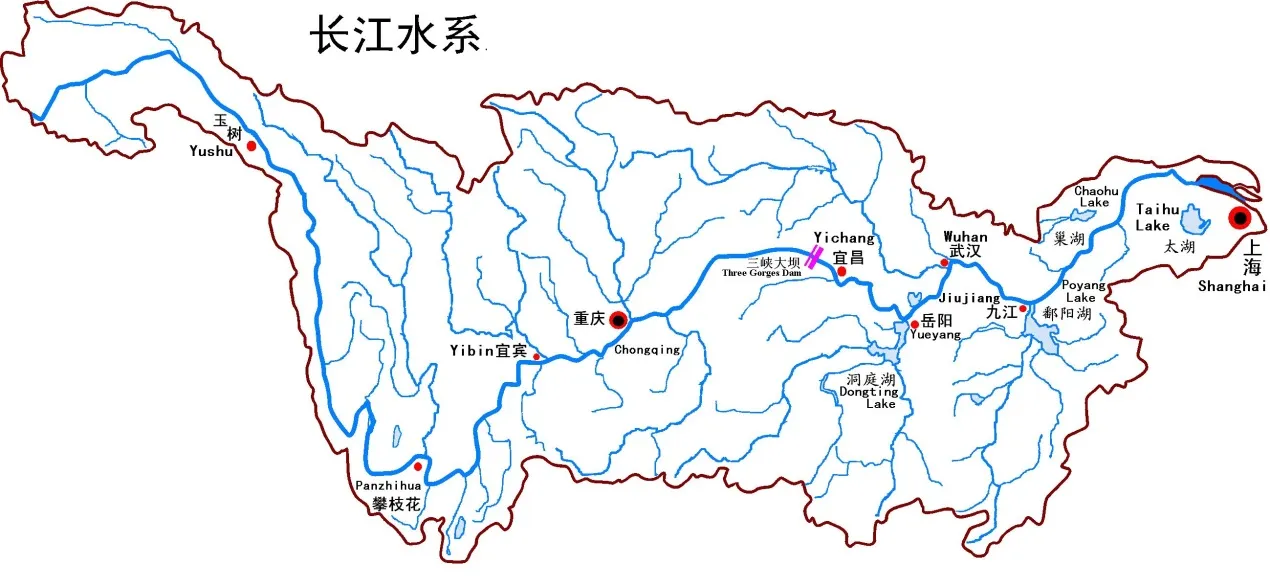 长江水系
玉
树
Yushu
Chaohu
Lake
巢湖
Taihu
Lake
太湖
上
海
Shanghai
Yichang
宜昌
三峡大坝
Three Gorges Dam
Wuhan
武汉
Poyang
Lake
鄱阳湖
Jiujiang
九江
岳阳
Yueyang
重庆
Chongqing
Yibin宜宾
洞庭湖
Dongting
Lake
Panzhihua
攀枝花